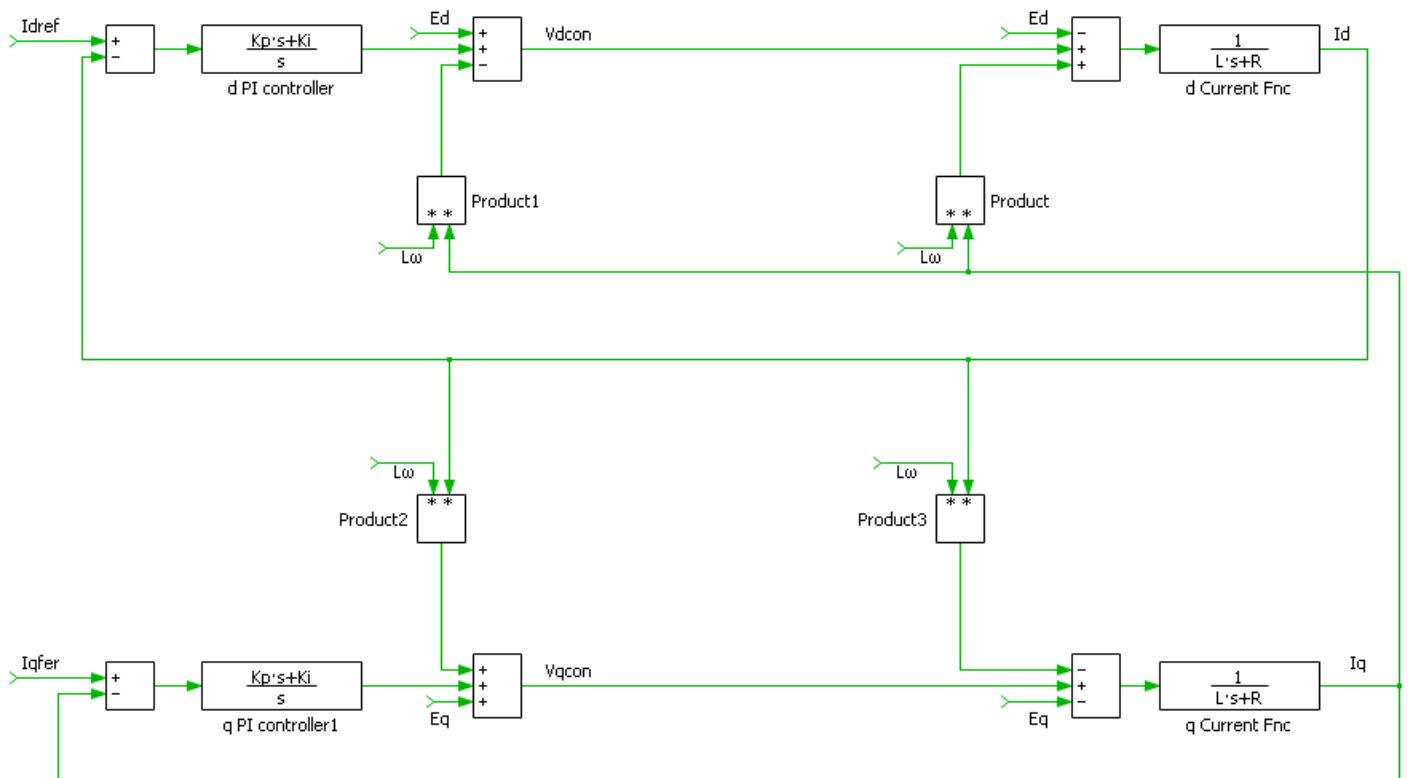 Idref
+
−
Kp·s+Ki
s
d PI controller
Ed
+
+
−
Vdcon
Ed
−
+
+
1
L·s+R
d Current Fnc
Id
* *
Product1
Lω
* *
Product
Lω
Lω
* *
Product2
Lω
* *
Product3
Iqfer
+
−
Kp·s+Ki
s
q PI controller1
+
+
+
Eq
Vqcon
−
+
−
Eq
1
L·s+R
q Current Fnc
Iq